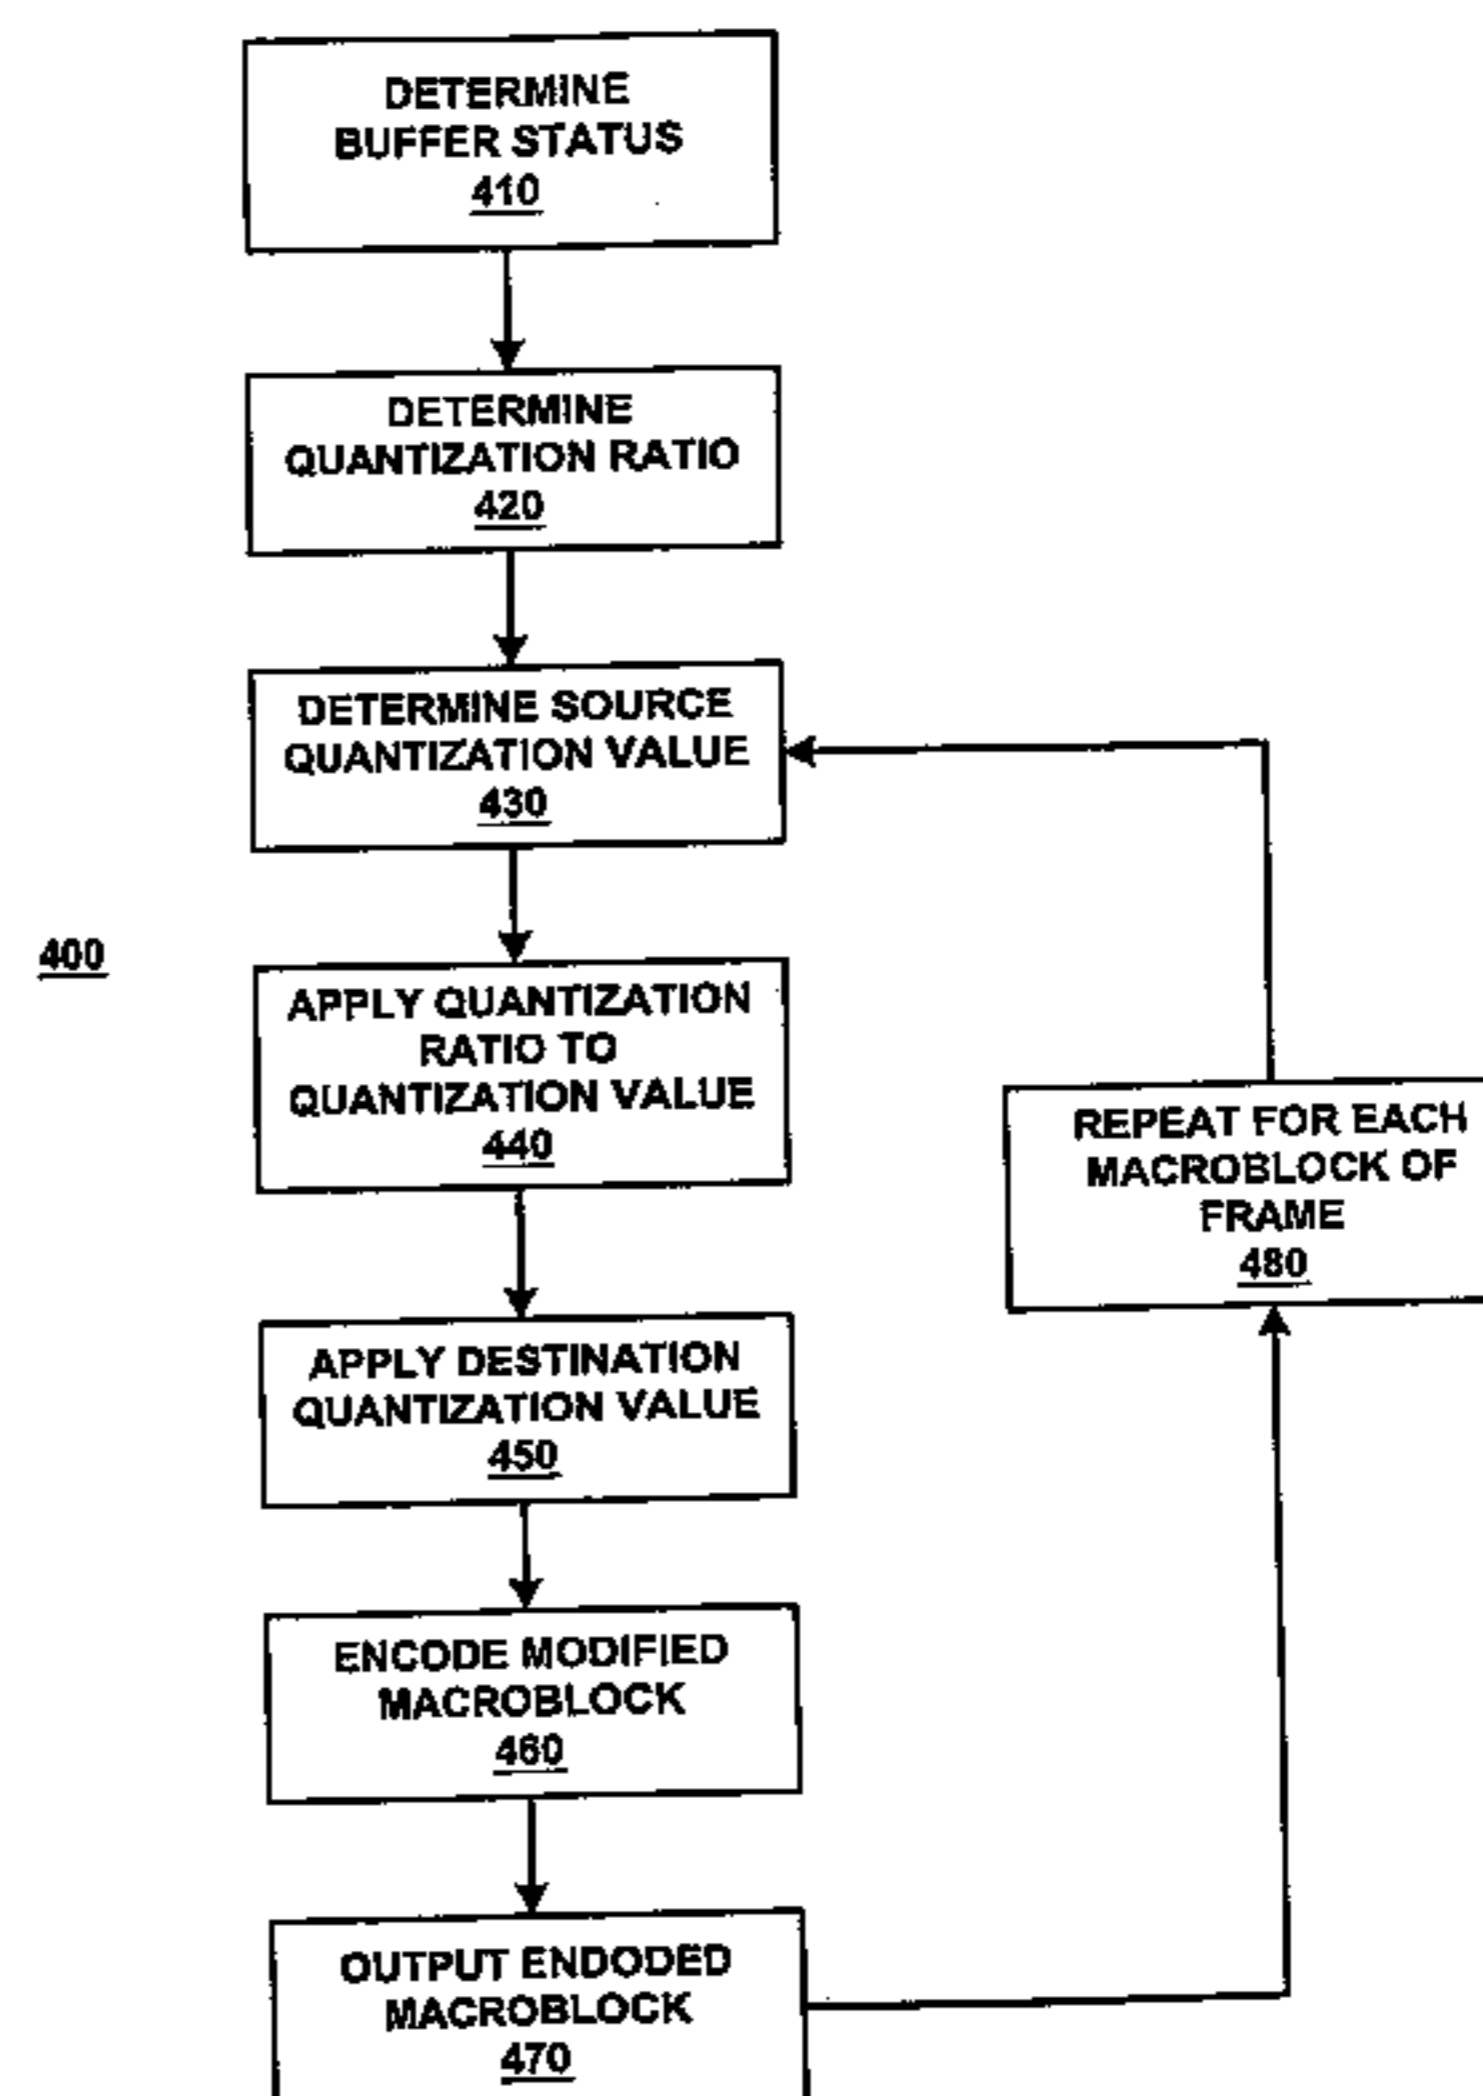 DETERMINE
BUFFER STATUS
410
DETERMINE
QUANTIZATION RATIO
420
DETERMINE SOURCE
QUANTIZATION VALUE
430
400
APPLY QUANTIZATION
RATIO TO
QUANTIZATION VALUE
440
REPEAT FOR EACH
MACROBLOCK OF
FRAME
480
APPLY DESTINATION
QUANTIZATION VALUE
450
ENCODE MODIFIED
MACROBLOCK
460
OUTPUT ENDODED
MACROBLOCK
470